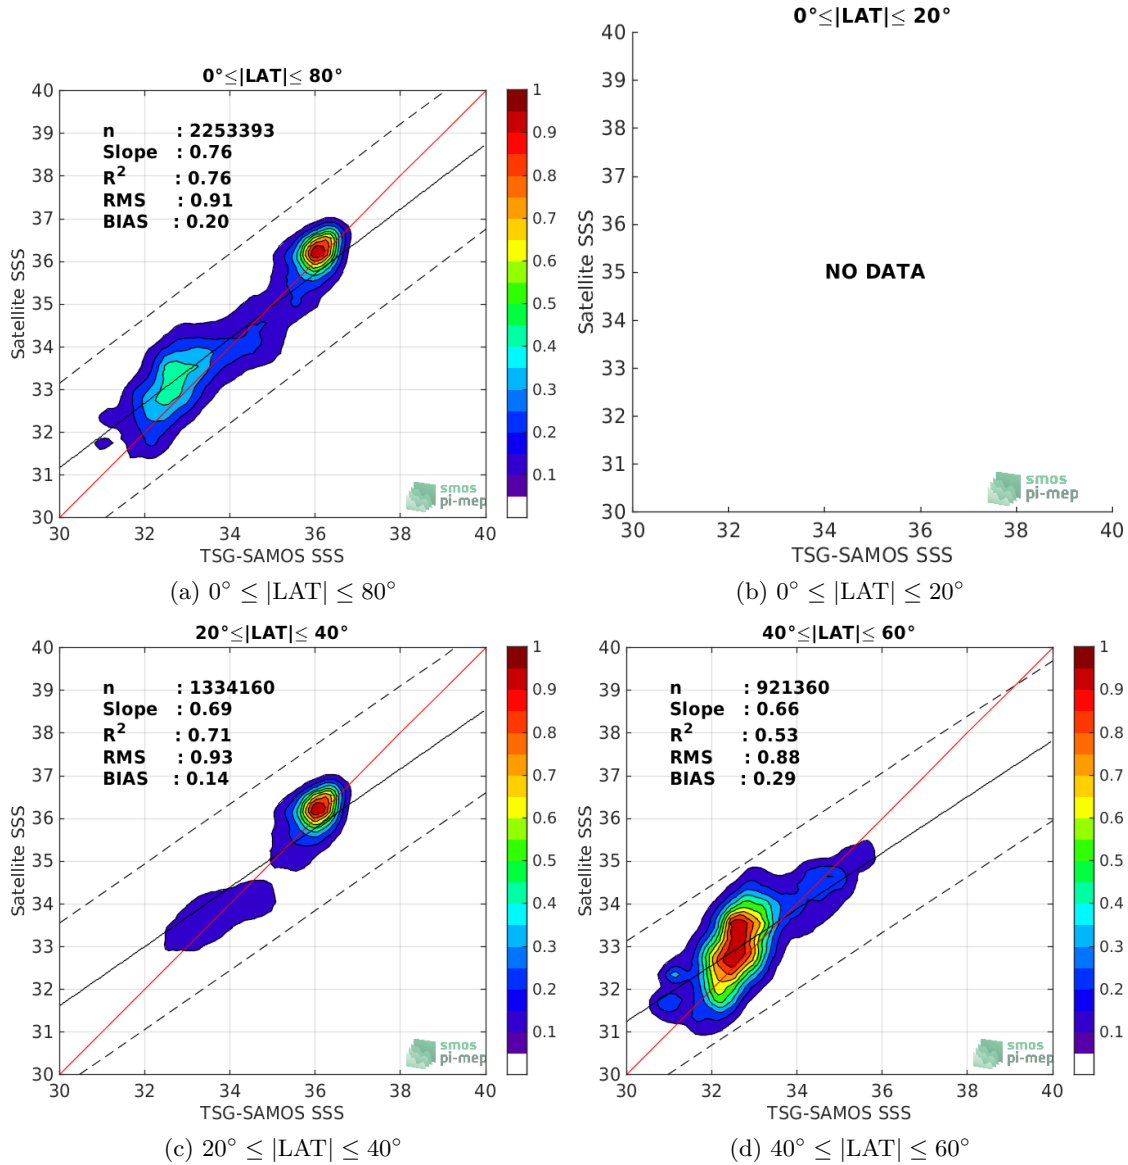 0°≤|LAT|≤ 80°
40
39
38
37
36
35
34
33
32
31
30
30
32
34
36
38
40
Satellite SSS
TSG-SAMOS SSS
n : 2253393
Slope : 0.76
R² : 0.76
RMS : 0.91
BIAS : 0.20
1
0.9
0.8
0.7
0.6
0.5
0.4
0.3
0.2
0.1
smos
pi-mep
(a) 0° ≤ |LAT| ≤ 80°
0°≤|LAT|≤ 20°
40
39
38
37
36
35
34
33
32
31
30
30
32
34
36
38
40
Satellite SSS
TSG-SAMOS SSS
NO DATA
smos
pi-mep
(b) 0° ≤ |LAT| ≤ 20°
20°≤|LAT|≤ 40°
40
39
38
37
36
35
34
33
32
31
30
30
32
34
36
38
40
Satellite SSS
TSG-SAMOS SSS
n : 1334160
Slope : 0.69
R² : 0.71
RMS : 0.93
BIAS : 0.14
1
0.9
0.8
0.7
0.6
0.5
0.4
0.3
0.2
0.1
smos
pi-mep
(c) 20° ≤ |LAT| ≤ 40°
40°≤|LAT|≤ 60°
40
39
38
37
36
35
34
33
32
31
30
30
32
34
36
38
40
Satellite SSS
TSG-SAMOS SSS
n : 921360
Slope : 0.66
R² : 0.53
RMS : 0.88
BIAS : 0.29
1
0.9
0.8
0.7
0.6
0.5
0.4
0.3
0.2
0.1
smos
pi-mep
(d) 40° ≤ |LAT| ≤ 60°